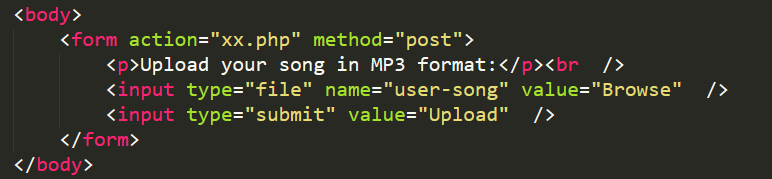 <body>
<form action="xx.php" method="post">
<p>Upload your song in MP3 format:</p><br  />
<input type="file" name="user-song" value="Browse"  />
<input type="submit" value="Upload"  />
</form>
</body>